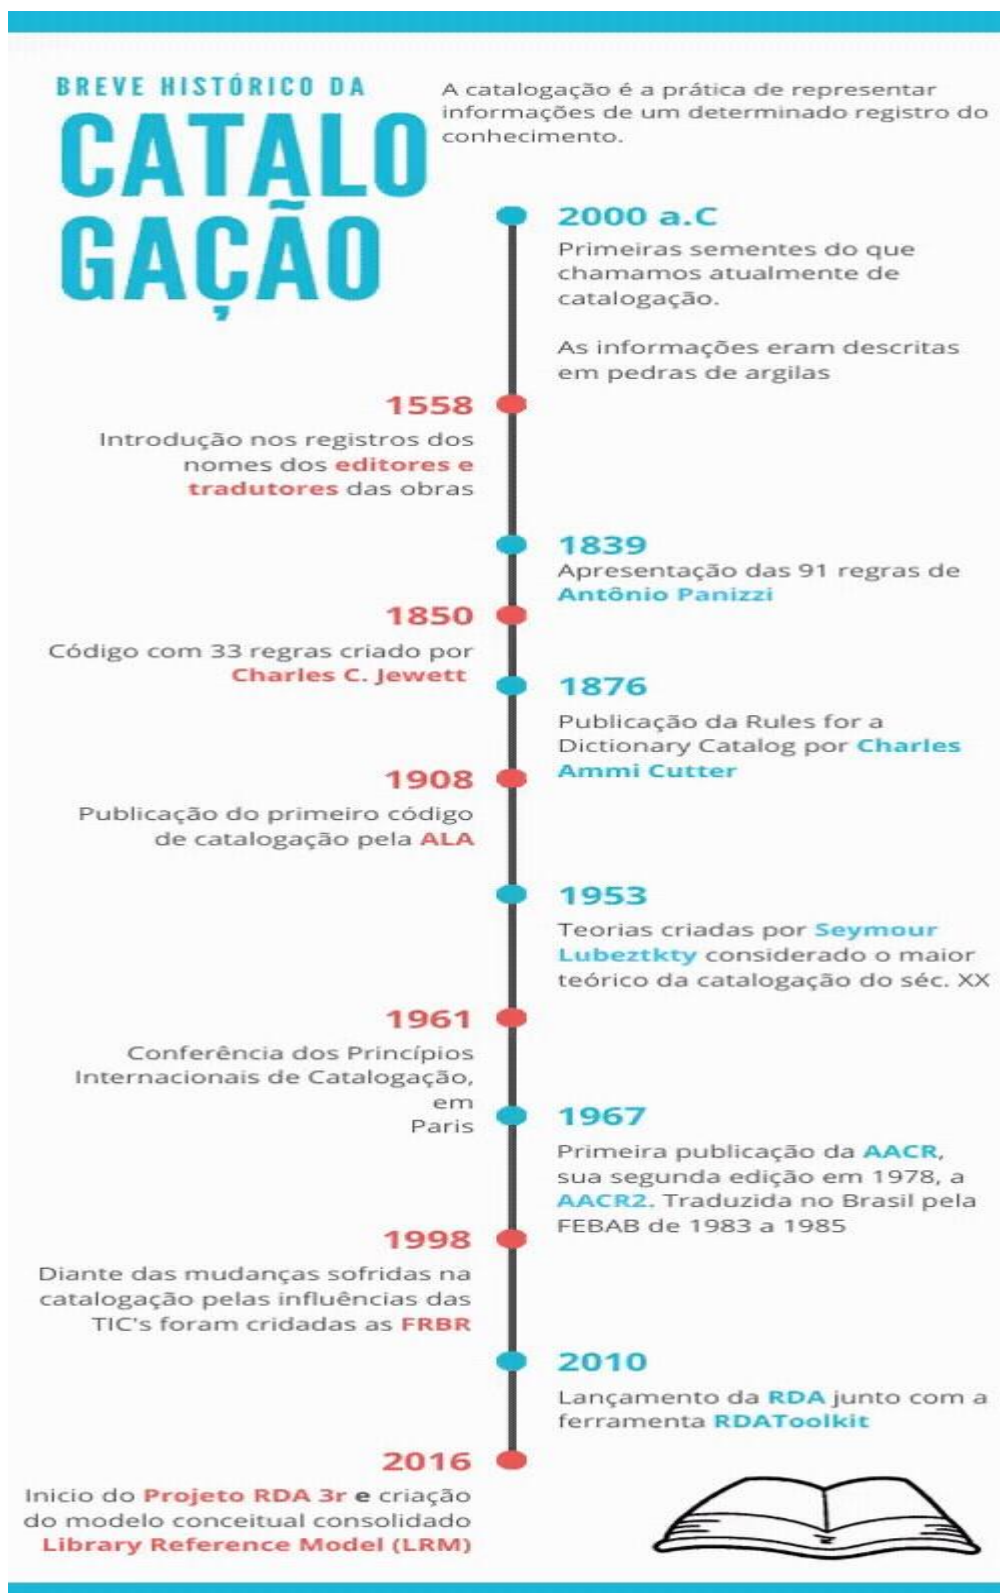 BREVE HISTÓRICO DA
CATALO
GAÇÃO
A catalogação é a prática de representar
informações de um determinado registro do
conhecimento.
2000 a.C
Primeiras sementes do que
chamamos atualmente de
catalogação.
As informações eram descritas
em pedras de argilas
1558
Introdução nos registros dos
nomes dos editores e
tradutores das obras
1839
Apresentação das 91 regras de
Antônio Panizzi
1850
Código com 33 regras criado por
Charles C. Jewett
1876
Publicação da Rules for a
Dictionary Catalog por Charles
Ammi Cutter
1908
Publicação do primeiro código
de catalogação pela ALA
1953
Teorias criadas por Seymour
Lubeztkty considerado o maior
teórico da catalogação do séc. XX
1961
Conferência dos Princípios
Internacionais de Catalogação,
em
Paris
1967
Primeira publicação da AACR,
sua segunda edição em 1978, a
AACR2. Traduzida no Brasil pela
FEBAB de 1983 a 1985
1998
Diante das mudanças sofridas na
catalogação pelas influências das
TIC's foram cridadas as FRBR
2010
Lançamento da RDA junto com a
ferramenta RDAToolkit
2016
Inicio do Projeto RDA 3r e criação
do modelo conceitual consolidado
Library Reference Model (LRM)